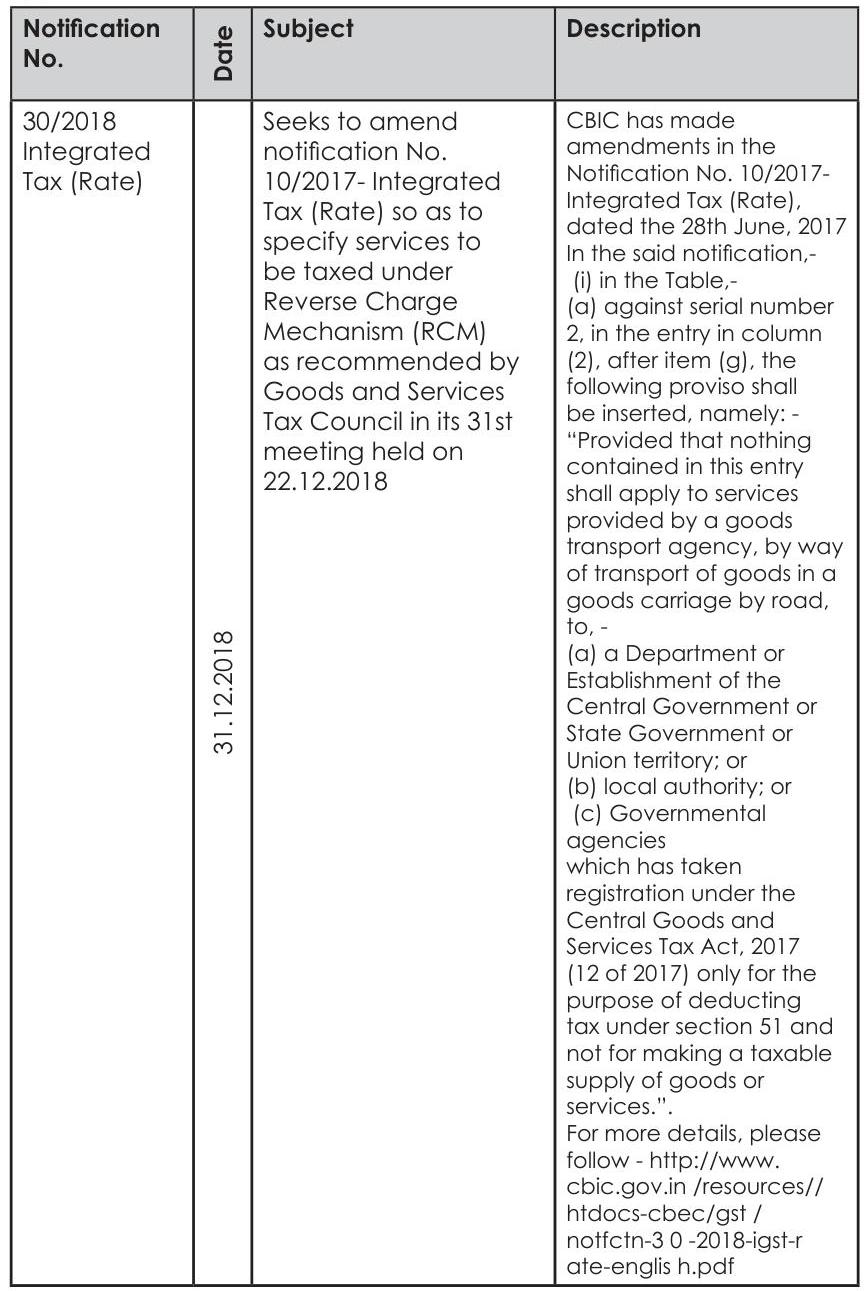 Notification
No.
Date
Subject
Description
30/2018
Integrated
Tax (Rate)
31.12.2018
Seeks to amend
notification No.
10/2017- Integrated
Tax (Rate) so as to
specify services to
be taxed under
Reverse Charge
Mechanism (RCM)
as recommended by
Goods and Services
Tax Council in its 31st
meeting held on
22.12.2018
CBIC has made
amendments in the
Notification No. 10/2017-
Integrated Tax (Rate),
dated the 28th June, 2017
In the said notification,-
(i) in the Table,-
(a) against serial number
2, in the entry in column
(2), after item (g), the
following proviso shall
be inserted, namely: -
“Provided that nothing
contained in this entry
shall apply to services
provided by a goods
transport agency, by way
of transport of goods in a
goods carriage by road,
to, -
(a) a Department or
Establishment of the
Central Government or
State Government or
Union territory; or
(b) local authority; or
(c) Governmental
agencies
which has taken
registration under the
Central Goods and
Services Tax Act, 2017
(12 of 2017) only for the
purpose of deducting
tax under section 51 and
not for making a taxable
supply of goods or
services.”.
For more details, please
follow - http://www.
cbic.gov.in /resources//
htdocs-cbec/gst /
notfctn-3 0 -2018-igst-r
ate-englis h.pdf